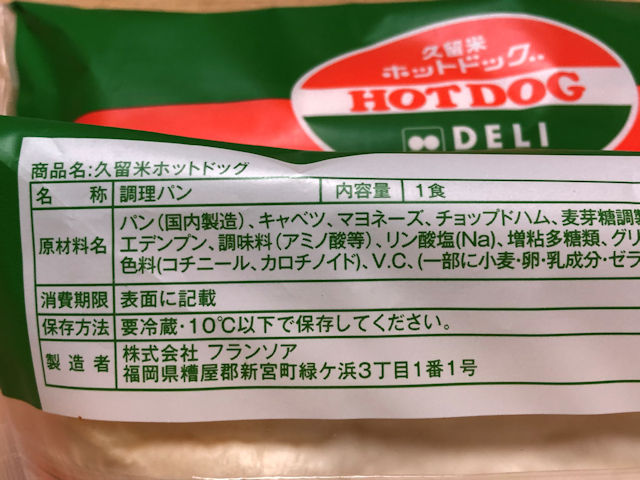 久留米
ホットドッグ
HOTDOG
DELI
商品名:久留米ホットドッグ
名 称 調理パン 内容量 1食
原材料名 パン(国内製造)、キャベツ、マヨネーズ、チョップドハム、麦芽糖調製
エデンプン、調味料(アミノ酸等)、リン酸塩(Na)、増粘多糖類、グリ
色料(コチニール、カロチノイド)、V.C、(一部に小麦・卵・乳成分・ゼラ
消費期限 表面に記載
保存方法 要冷蔵・10℃以下で保存してください。
製造者 株式会社 フランソア
福岡県糟屋郡新宮町緑ケ浜3丁目1番1号